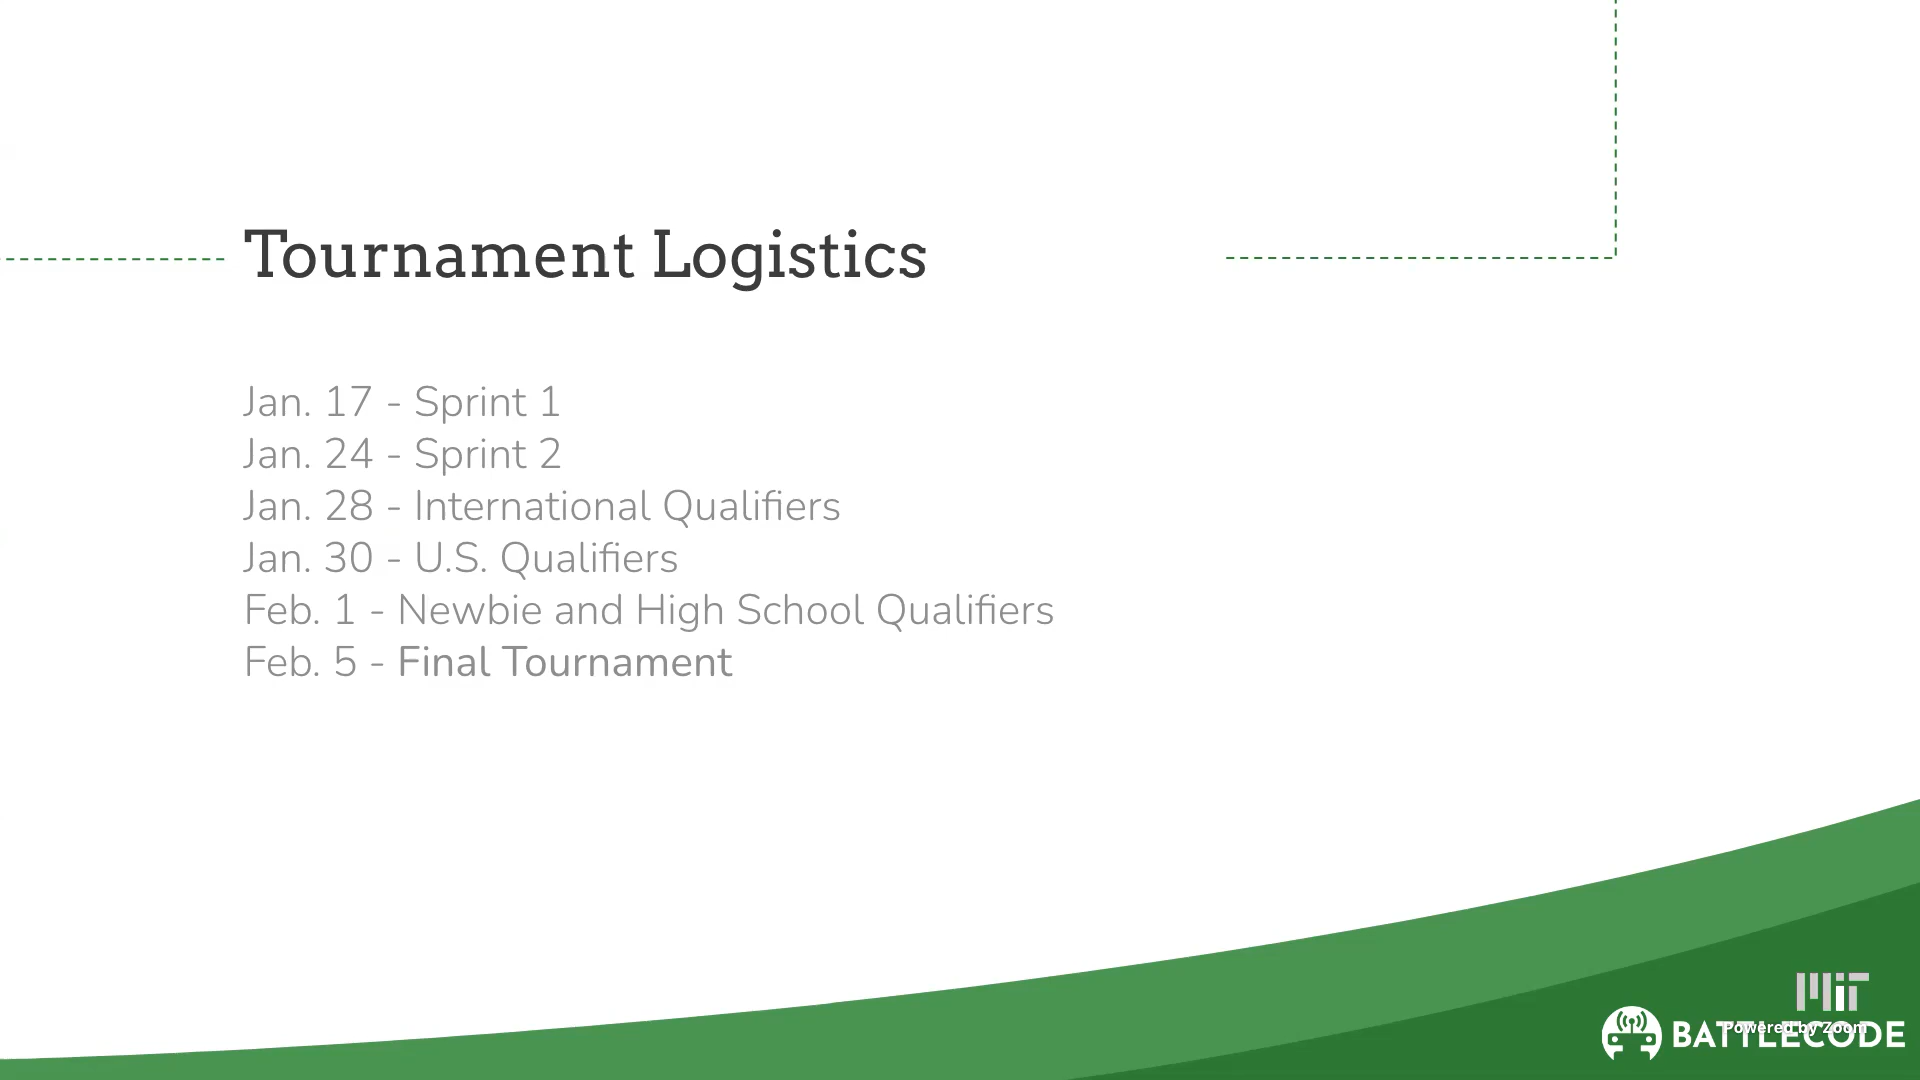 Tournament Logistics
Jan. 17 - Sprint 1
Jan. 24 - Sprint 2
Jan. 28 - International Qualifiers
Jan. 30 - U.S. Qualifiers
Feb. 1 - Newbie and High School Qualifiers
Feb. 5 - Final Tournament
MIT
Powered by Zoom
BATTLECODE